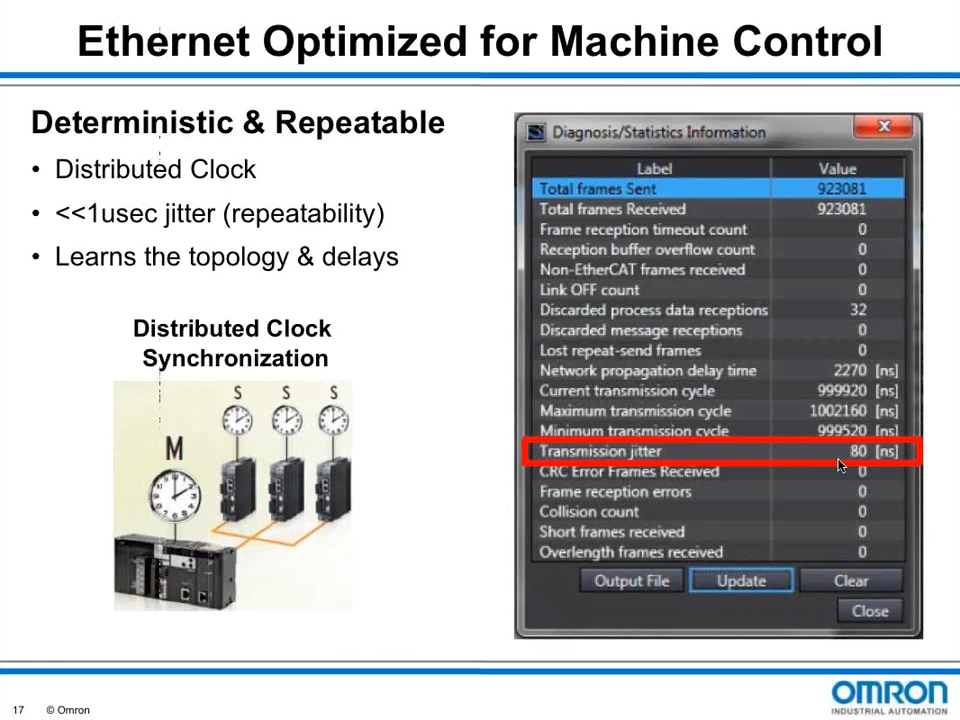 Ethernet Optimized for Machine Control
Deterministic & Repeatable
• Distributed Clock
• <<1usec jitter (repeatability)
• Learns the topology & delays
Distributed Clock
Synchronization
S S S
M
Diagnosis/Statistics Information
Label Value
Total frames Sent 923081
Total frames Received 923081
Frame reception timeout count 0
Reception buffer overflow count 0
Non-EtherCAT frames received 0
Link OFF count 0
Discarded process data receptions 32
Discarded message receptions 0
Lost repeat-send frames 0
Network propagation delay time 2270 [ns]
Current transmission cycle 999920 [ns]
Maximum transmission cycle 1002160 [ns]
Minimum transmission cycle 999520 [ns]
Transmission jitter 80 [ns]
CRC Error Frames Received 0
Frame reception errors 0
Collision count 0
Short frames received 0
Overlength frames received 0
Output File Update Clear
Close
17 © Omron
OMRON
INDUSTRIAL AUTOMATION